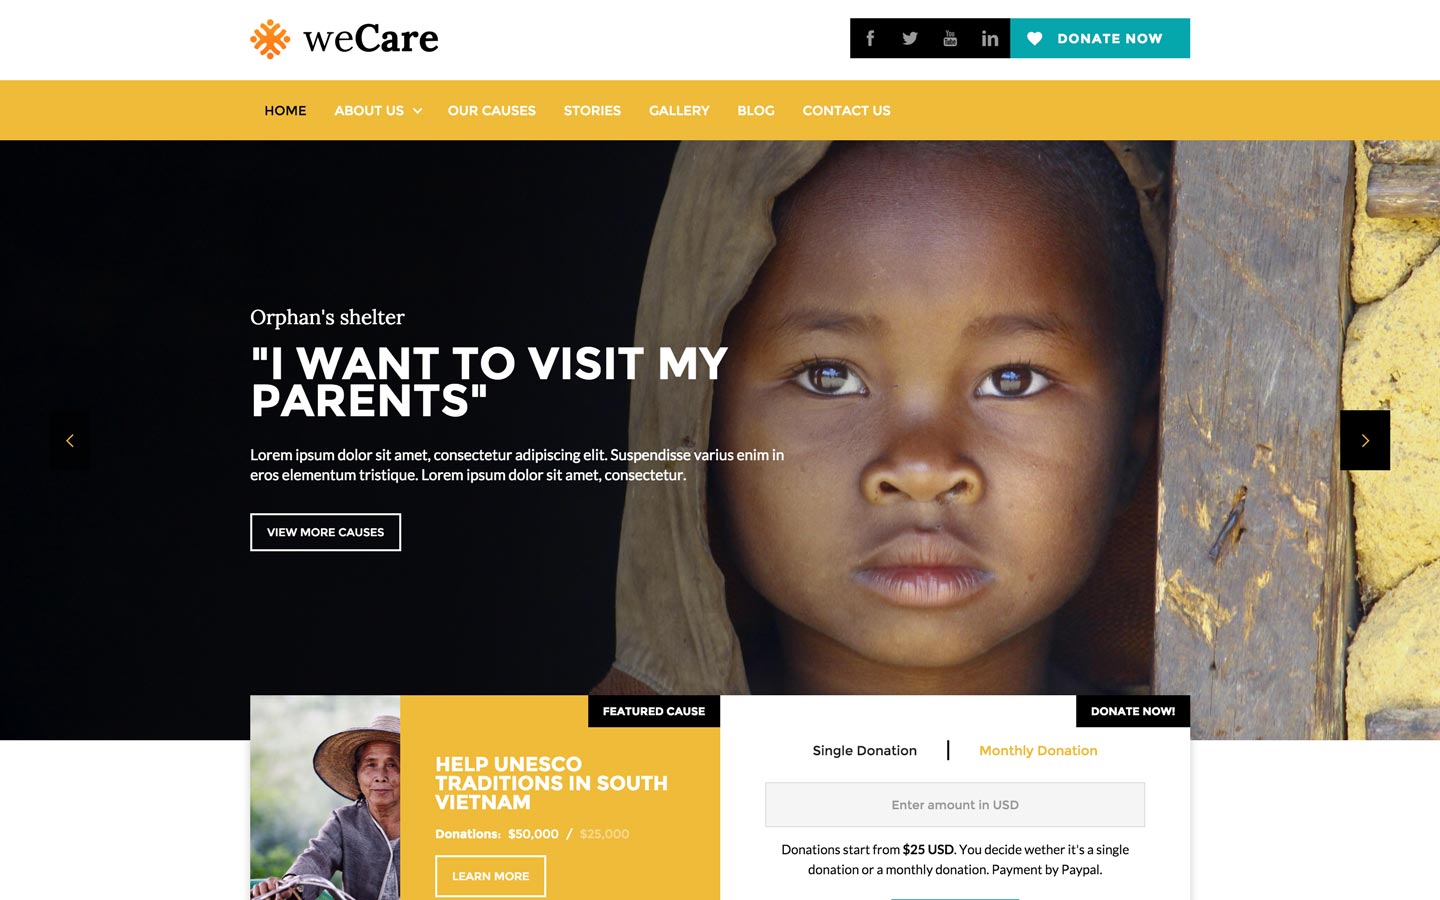 weCare
You
Tube
DONATE NOW
HOME
ABOUT US
OUR CAUSES
STORIES
GALLERY
BLOG
CONTACT US
Orphan's shelter
"I WANT TO VISIT MY
PARENTS"
Lorem ipsum dolor sit amet, consectetur adipiscing elit. Suspendisse varius enim in
eros elementum tristique. Lorem ipsum dolor sit amet, consectetur.
VIEW MORE CAUSES
FEATURED CAUSE
HELP UNESCO
TRADITIONS IN SOUTH
VIETNAM
Donations: $50,000 / $25,000
LEARN MORE
DONATE NOW!
Single Donation
Monthly Donation
Enter amount in USD
Donations start from $25 USD. You decide wether it's a single
donation or a monthly donation. Payment by Paypal.